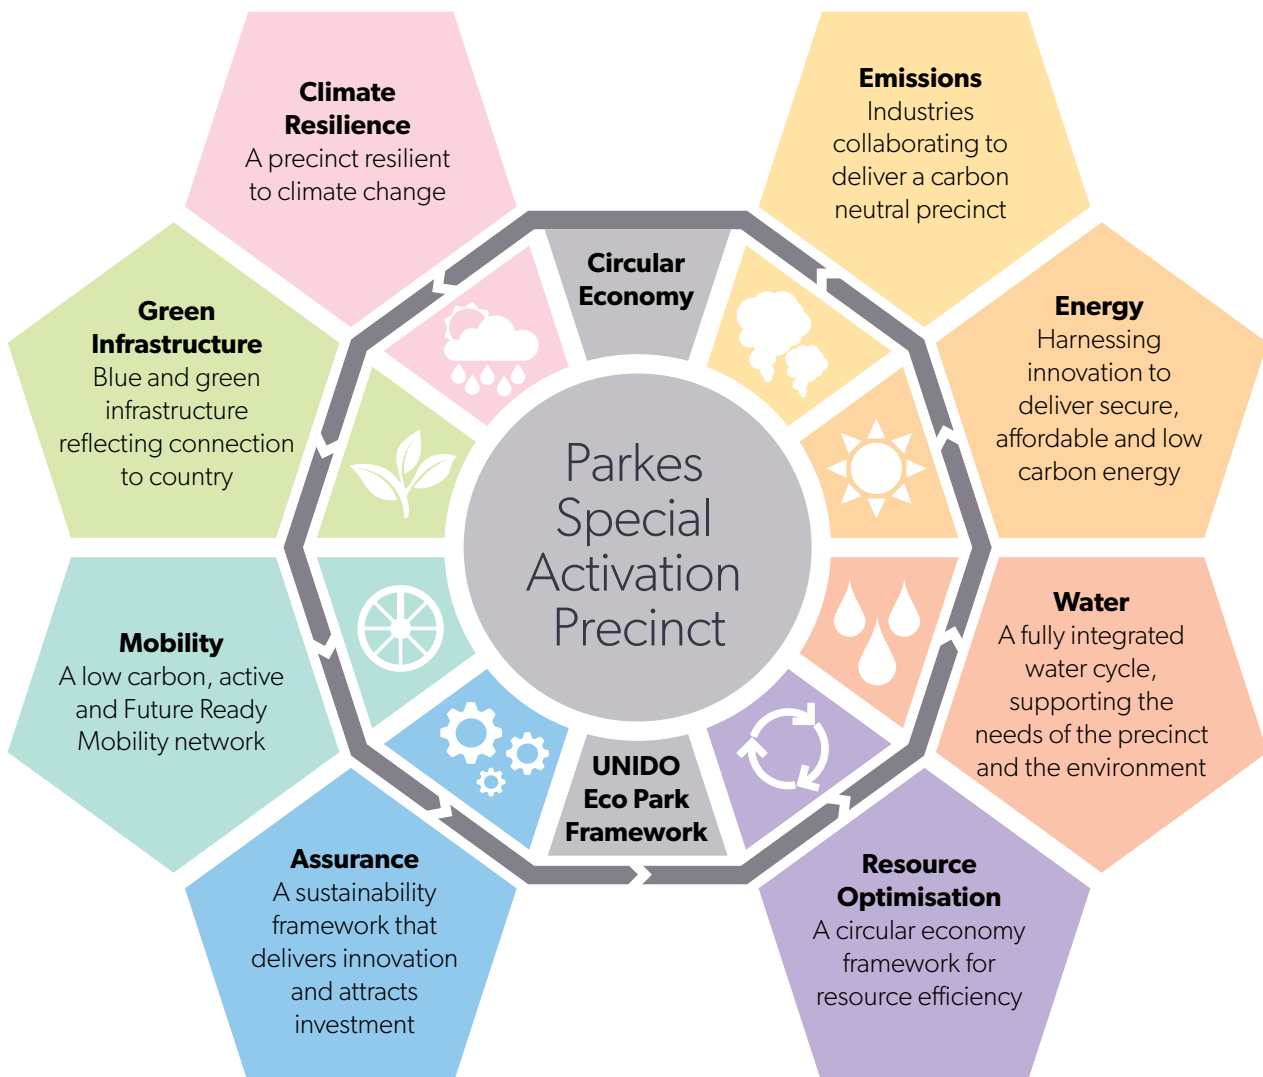 Climate
Resilience
A precinct resilient
to climate change
Emissions
Industries
collaborating to
deliver a carbon
neutral precinct
Circular
Economy
Green
Infrastructure
Blue and green
infrastructure
reflecting connection
to country
Energy
Harnessing
innovation to
deliver secure,
affordable and low
carbon energy
Parkes
Special
Activation
Precinct
Mobility
A low carbon, active
and Future Ready
Mobility network
Water
A fully integrated
water cycle,
supporting the
needs of the precinct
and the environment
UNIDO
Eco Park
Framework
Assurance
A sustainability
framework that
delivers innovation
and attracts
investment
Resource
Optimisation
A circular economy
framework for
resource efficiency